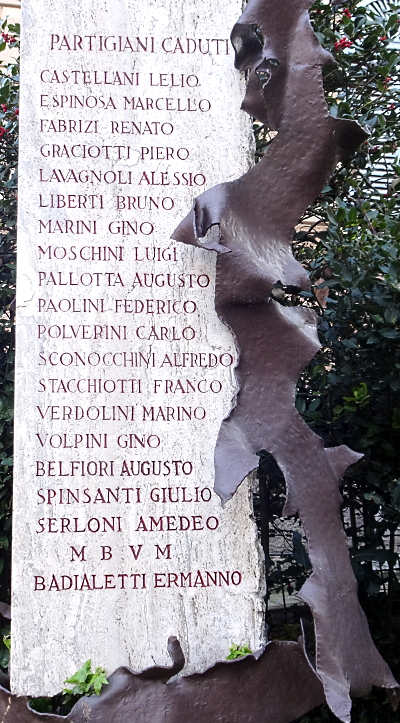 PARTIGIANI CADUTI
CASTELLANI LELIO
ESPINOSA MARCELLO
FABRIZI RENATO
GRACIOTTI PIERO
LAVAGNOLI ALESSIO
LIBERTI BRUNO
MARINI GINO
MOSCHINI LUIGI
PALLOTTA AUGUSTO
PAOLINI FEDERICO
POLVERINI CARLO
SCONOCCHINI ALFREDO
STACCHIOTTI FRANCO
VERDOLINI MARINO
VOLPINI GINO
BELFIORI AUGUSTO
SPINSANTI GIULIO
SERLONI AMEDEO
M B V M
BADIALETTI ERMANNO